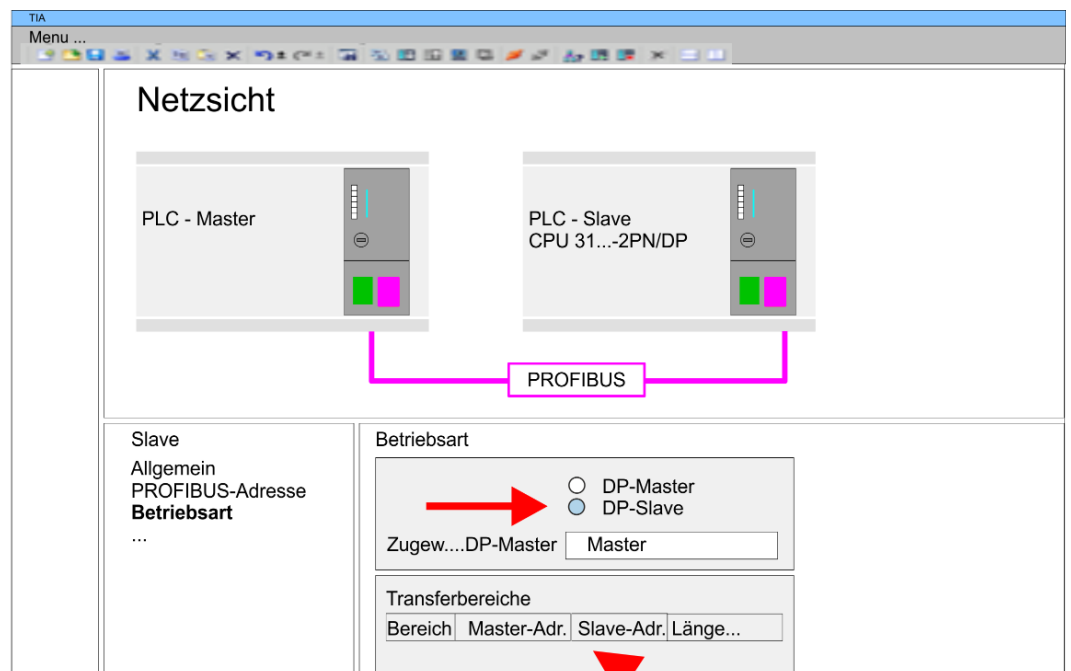 TIA
Menu ...
Netzsicht
PLC - Master
PLC - Slave
CPU 31...-2PN/DP
PROFIBUS
Slave
Allgemein
PROFIBUS-Adresse
Betriebsart
...
Betriebsart
DP-Master
DP-Slave
Zugew....DP-Master Master
Transferbereiche
Bereich Master-Adr. Slave-Adr. Länge...